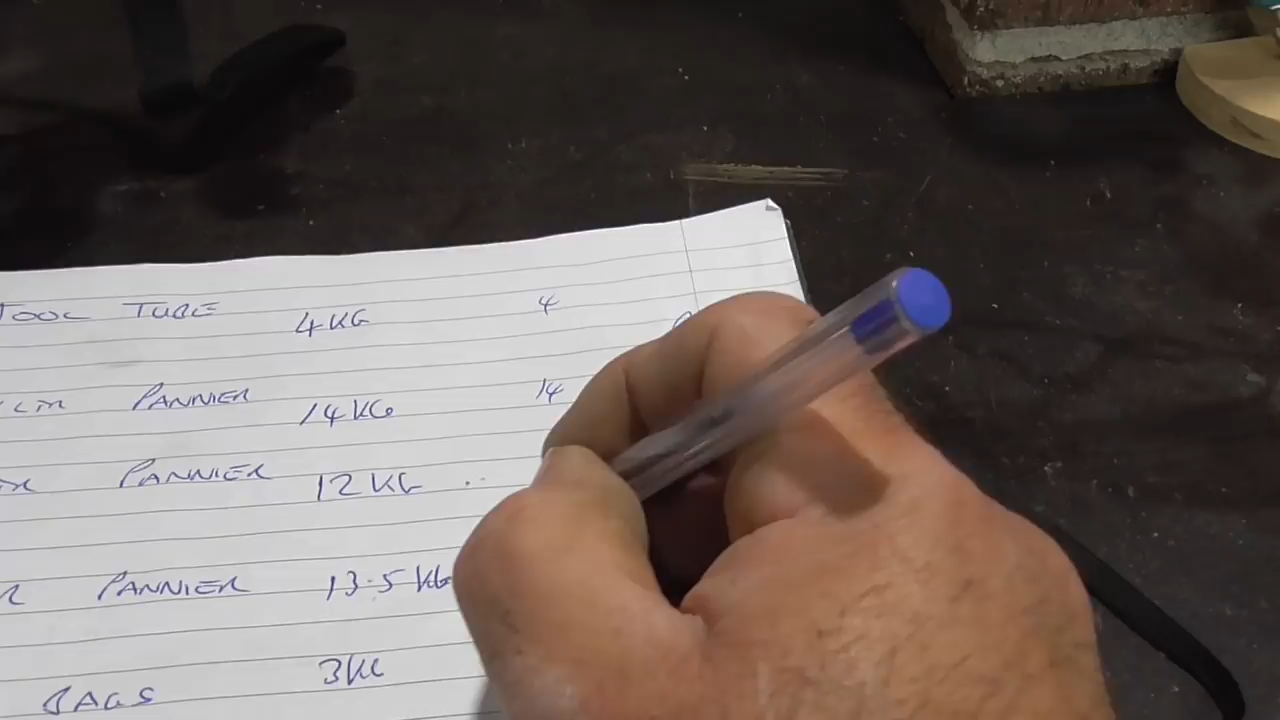 TOOL TUBE 4KG 4
PANNIER 14KG 14
PANNIER 12KG
PANNIER 13.5KG
BAGS 3KG